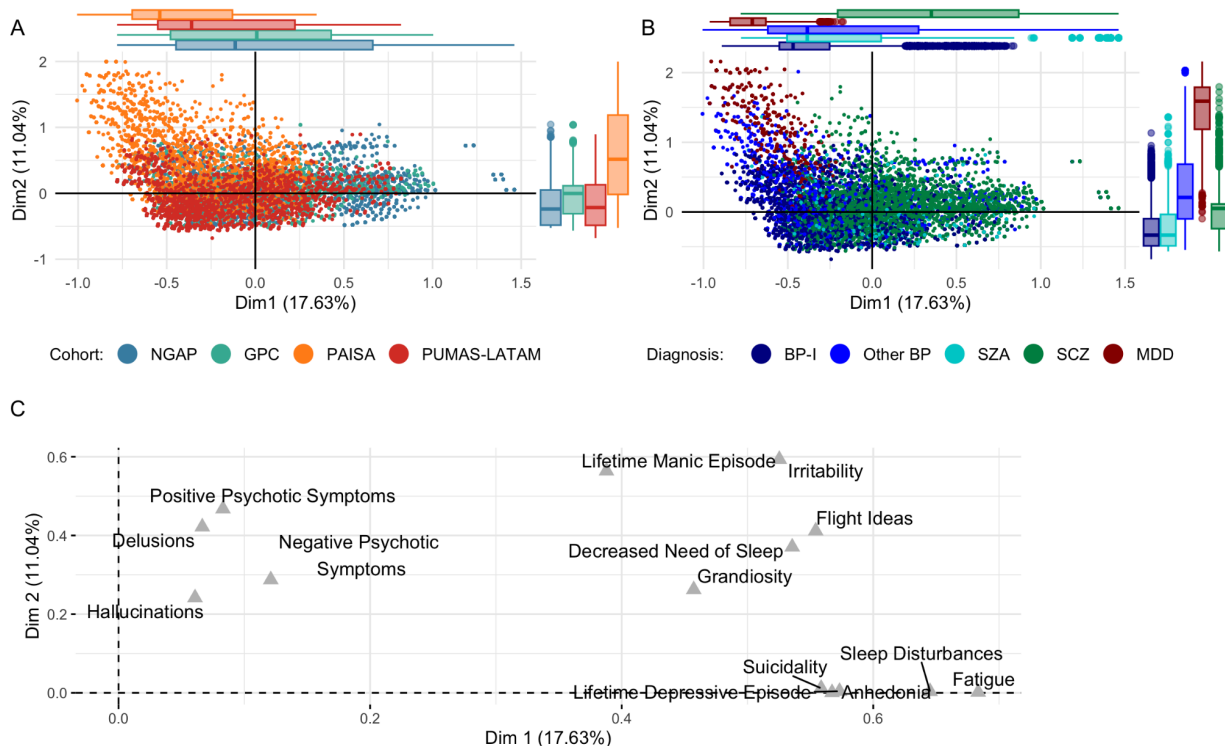 A
2
1
0
-1
Dim2 (11.04%)
-1.0
-0.5
0.0
0.5
1.0
1.5
Dim1 (17.63%)
Cohort: NGAP GPC PAISA PUMAS-LATAM
B
2
1
0
Dim2 (11.04%)
-1.0
-0.5
0.0
0.5
1.0
1.5
Dim1 (17.63%)
Diagnosis: BP-I Other BP SZA SCZ MDD
C
0.6
0.4
0.2
0.0
Dim 2 (11.04%)
Lifetime Manic Episode
Irritability
Positive Psychotic Symptoms
Flight Ideas
Delusions
Negative Psychotic
Symptoms
Decreased Need of Sleep
Grandiosity
Hallucinations
Sleep Disturbances
Suicidality
Fatigue
Lifetime Depressive Episode
Anhedonia
0.0
0.2
0.4
0.6
Dim 1 (17.63%)